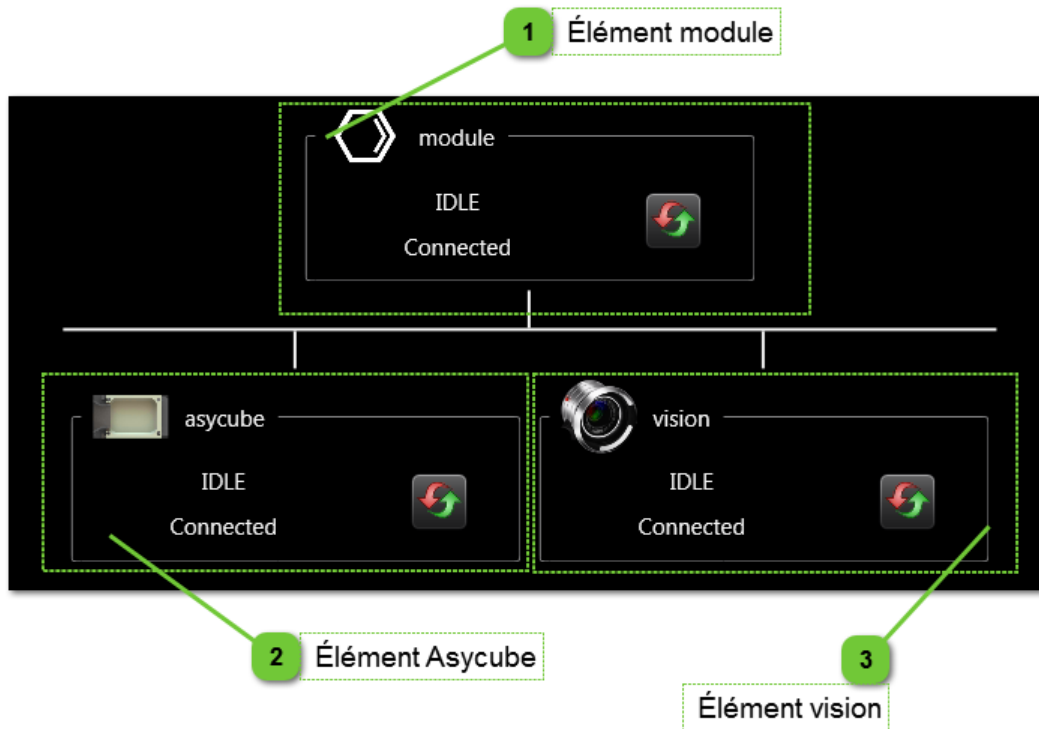 1 Élément module
module
IDLE
Connected
asycube
IDLE
Connected
vision
IDLE
Connected
2 Élément Asycube
3
Élément vision